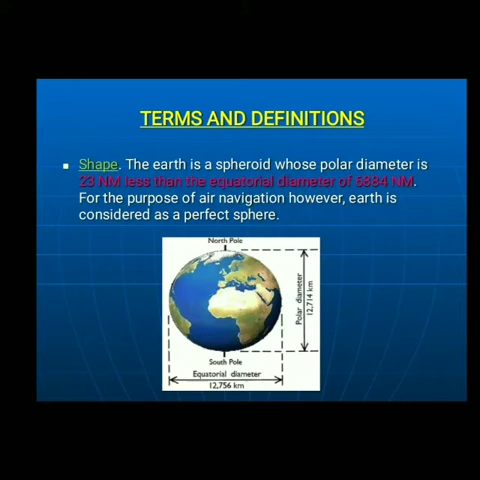 TERMS AND DEFINITIONS
Shape. The earth is a spheroid whose polar diameter is
23 NM less than the equatorial diameter of 6884 NM.
For the purpose of air navigation however, earth is
considered as a perfect sphere.
North Pole
Polar diameter
12,714 km
South Pole
Equatorial diameter
12,756 km